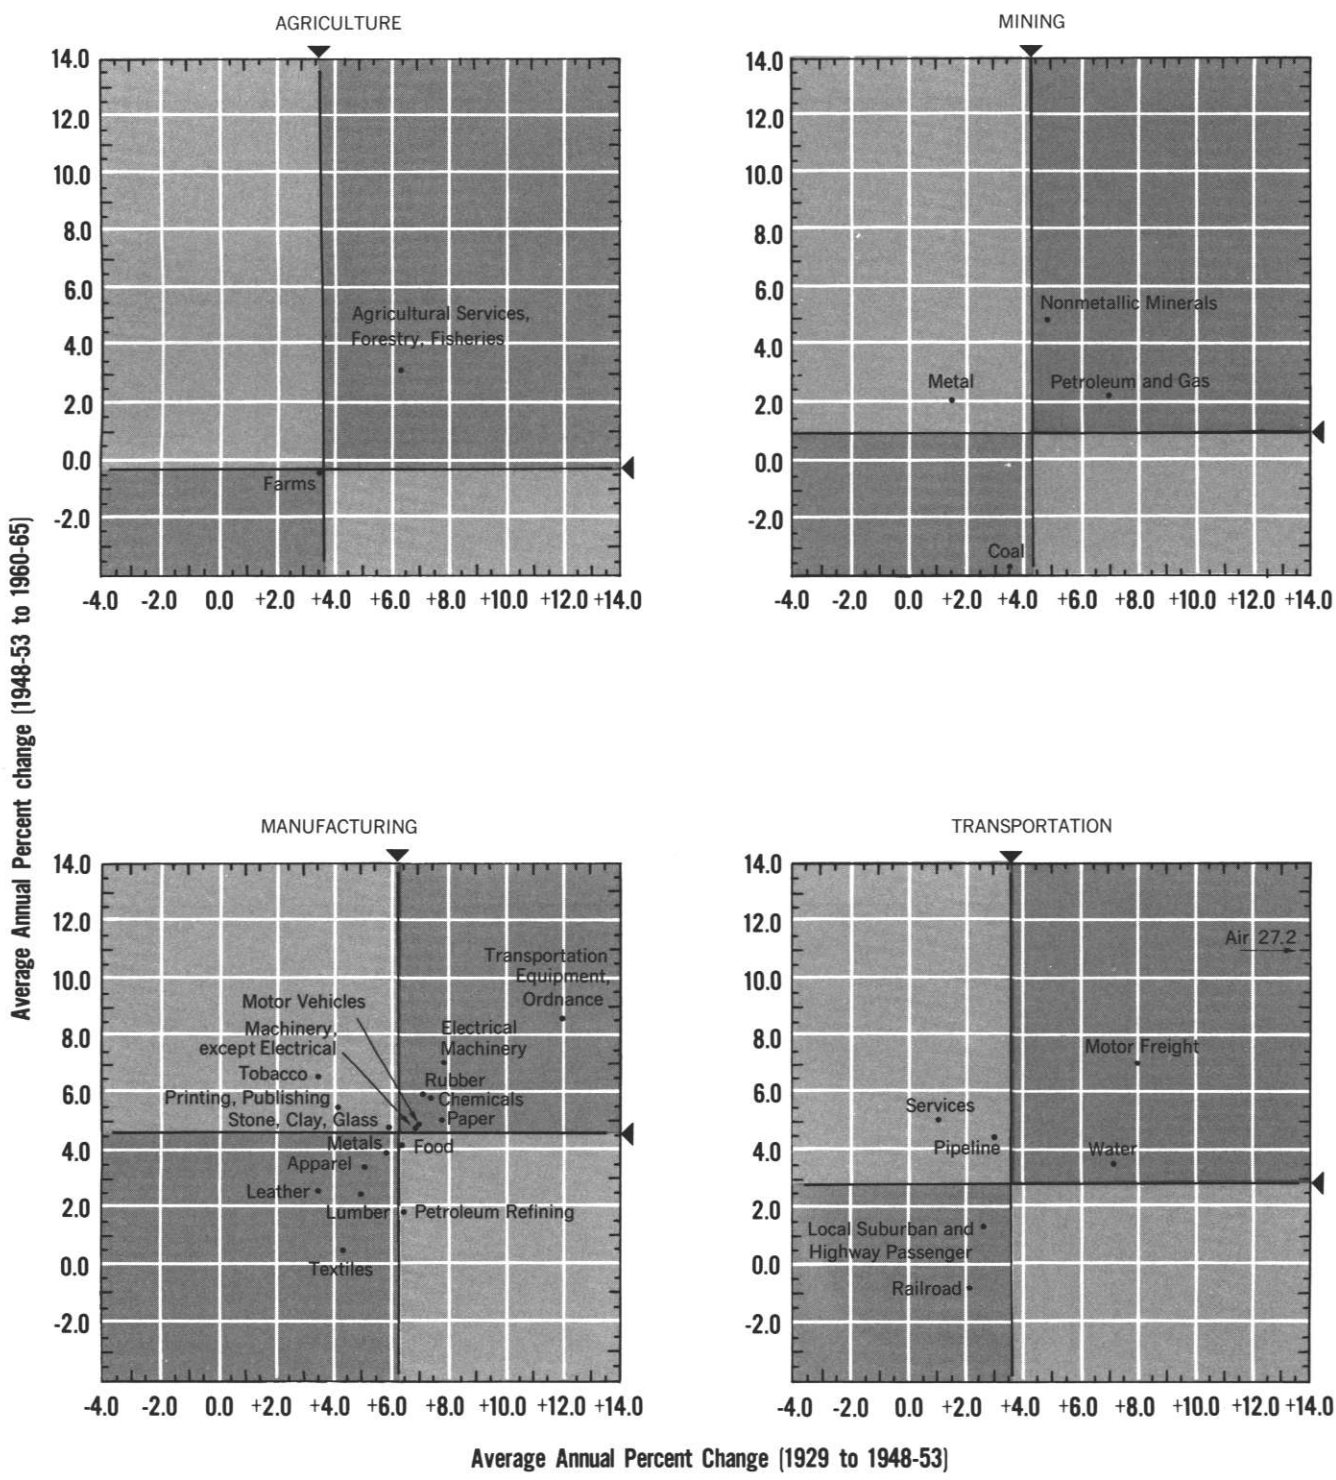 AGRICULTURE
14.0
12.0
10.0
8.0
6.0
4.0
2.0
0.0
-2.0
Agricultural Services,
Forestry, Fisheries
Farms
-4.0 -2.0 0.0 +2.0 +4.0 +6.0 +8.0 +10.0 +12.0 +14.0
MINING
14.0
12.0
10.0
8.0
6.0
4.0
2.0
0.0
-2.0
Nonmetallic Minerals
Metal
Petroleum and Gas
Coal
-4.0 -2.0 0.0 +2.0 +4.0 +6.0 +8.0 +10.0 +12.0 +14.0
Average Annual Percent change (1948-53 to 1960-65)
MANUFACTURING
14.0
12.0
10.0
8.0
6.0
4.0
2.0
0.0
-2.0
Transportation
Equipment,
Ordnance
Motor Vehicles
Machinery,
except Electrical
Electrical
Machinery
Tobacco
Rubber
Printing, Publishing
Chemicals
Stone, Clay, Glass
Paper
Metals
Food
Apparel
Leather
Lumber
Petroleum Refining
Textiles
-4.0 -2.0 0.0 +2.0 +4.0 +6.0 +8.0 +10.0 +12.0 +14.0
TRANSPORTATION
14.0
12.0
10.0
8.0
6.0
4.0
2.0
0.0
-2.0
Air 27.2
Motor Freight
Services
Pipeline
Water
Local Suburban and
Highway Passenger
Railroad
-4.0 -2.0 0.0 +2.0 +4.0 +6.0 +8.0 +10.0 +12.0 +14.0
Average Annual Percent Change (1929 to 1948-53)